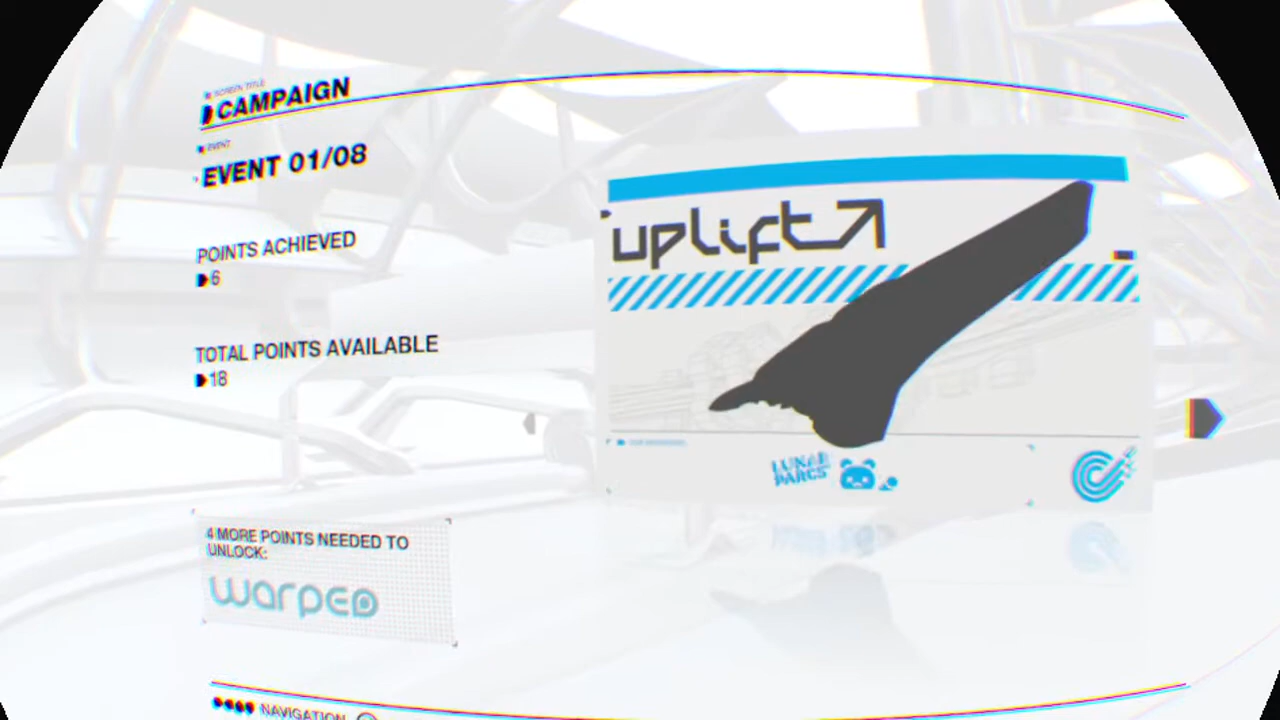 SCREEN TITLE
CAMPAIGN
EVENT
EVENT 01/08
POINTS ACHIEVED
6
TOTAL POINTS AVAILABLE
18
4 MORE POINTS NEEDED TO
UNLOCK:
warped
uplift
LUNAR
PARCS
NAVIGATION